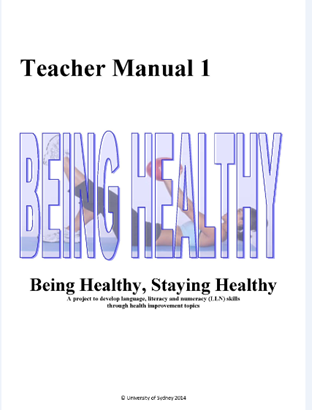 Teacher Manual 1
BEING HEALTHY
Being Healthy, Staying Healthy
A project to develop language, literacy and numeracy (LLN) skills
through health improvement topics
© University of Sydney 2014